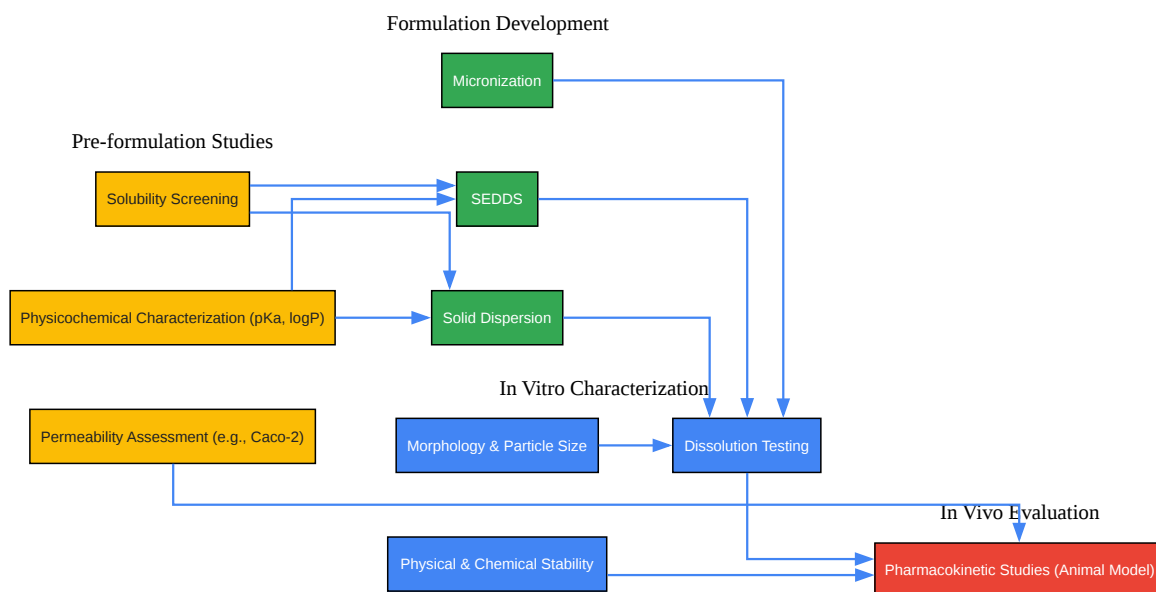 Formulation Development
Micronization
Pre-formulation Studies
Solubility Screening
SEDDS
Physicochemical Characterization (pKa, logP)
Solid Dispersion
In Vitro Characterization
Permeability Assessment (e.g., Caco-2)
Morphology & Particle Size
Dissolution Testing
In Vivo Evaluation
Physical & Chemical Stability
Pharmacokinetic Studies (Animal Model)